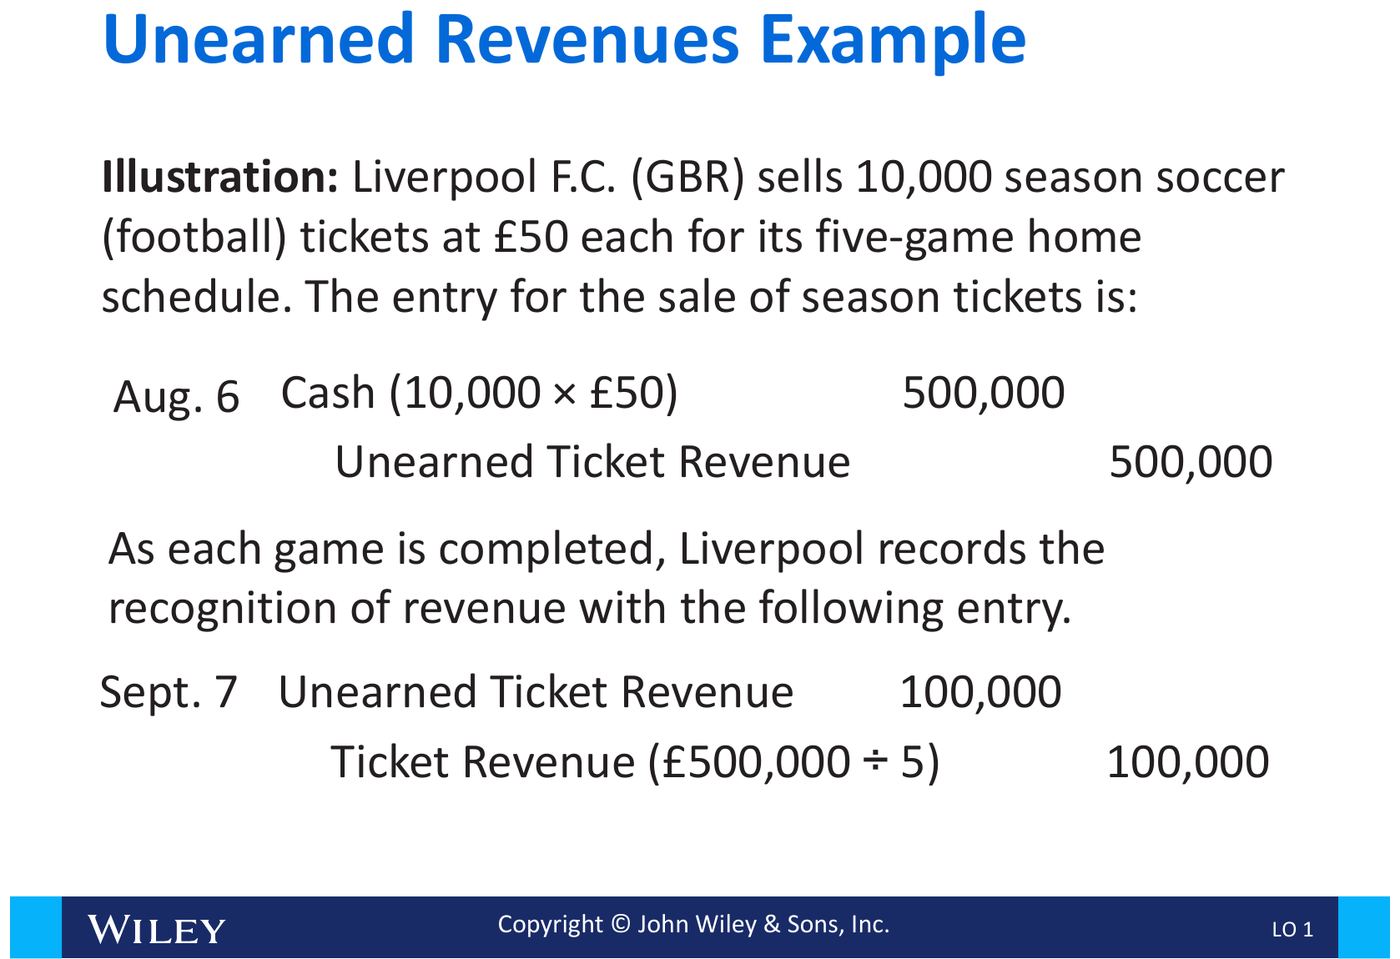 Unearned Revenues Example
Illustration: Liverpool F.C. (GBR) sells 10,000 season soccer
(football) tickets at £50 each for its five-game home
schedule. The entry for the sale of season tickets is:
Aug. 6 Cash (10,000 × £50) 500,000
Unearned Ticket Revenue 500,000
As each game is completed, Liverpool records the
recognition of revenue with the following entry.
Sept. 7 Unearned Ticket Revenue 100,000
Ticket Revenue (£500,000 ÷ 5) 100,000
WILEY Copyright © John Wiley & Sons, Inc. LO 1